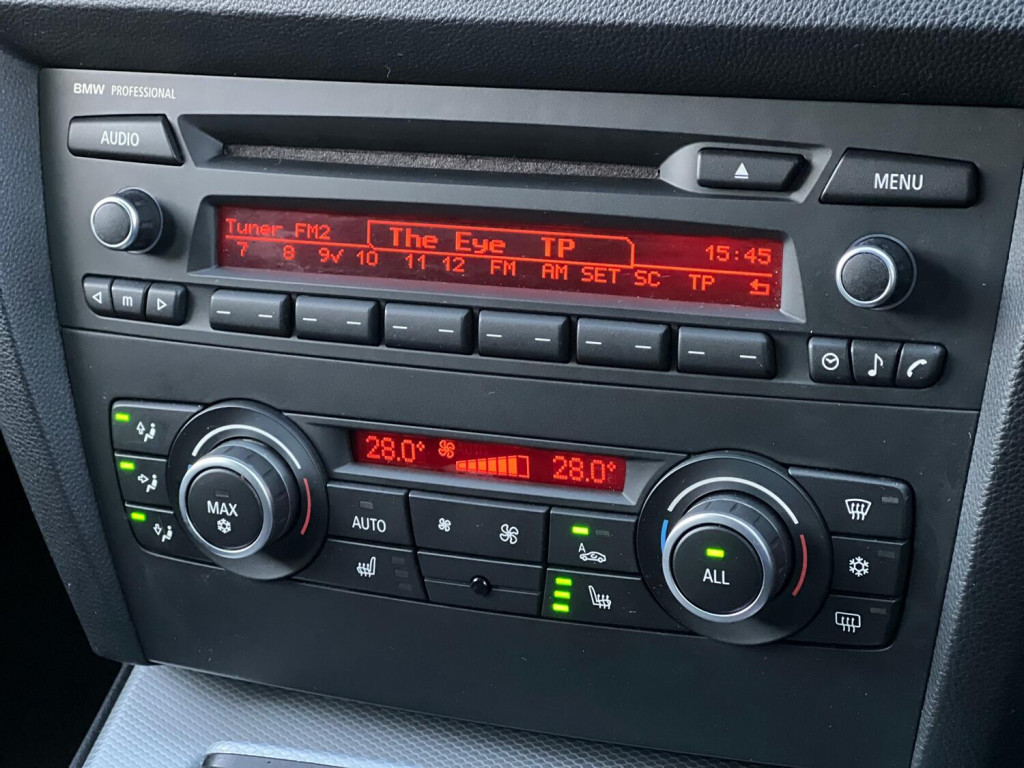 BMW PROFESSIONAL
AUDIO
MENU
Tuner FM2 The Eye TP 15:45
7 8 9✓ 10 11 12 FM AM SET SC TP
m
28.0° 28.0°
MAX
AUTO
A
ALL